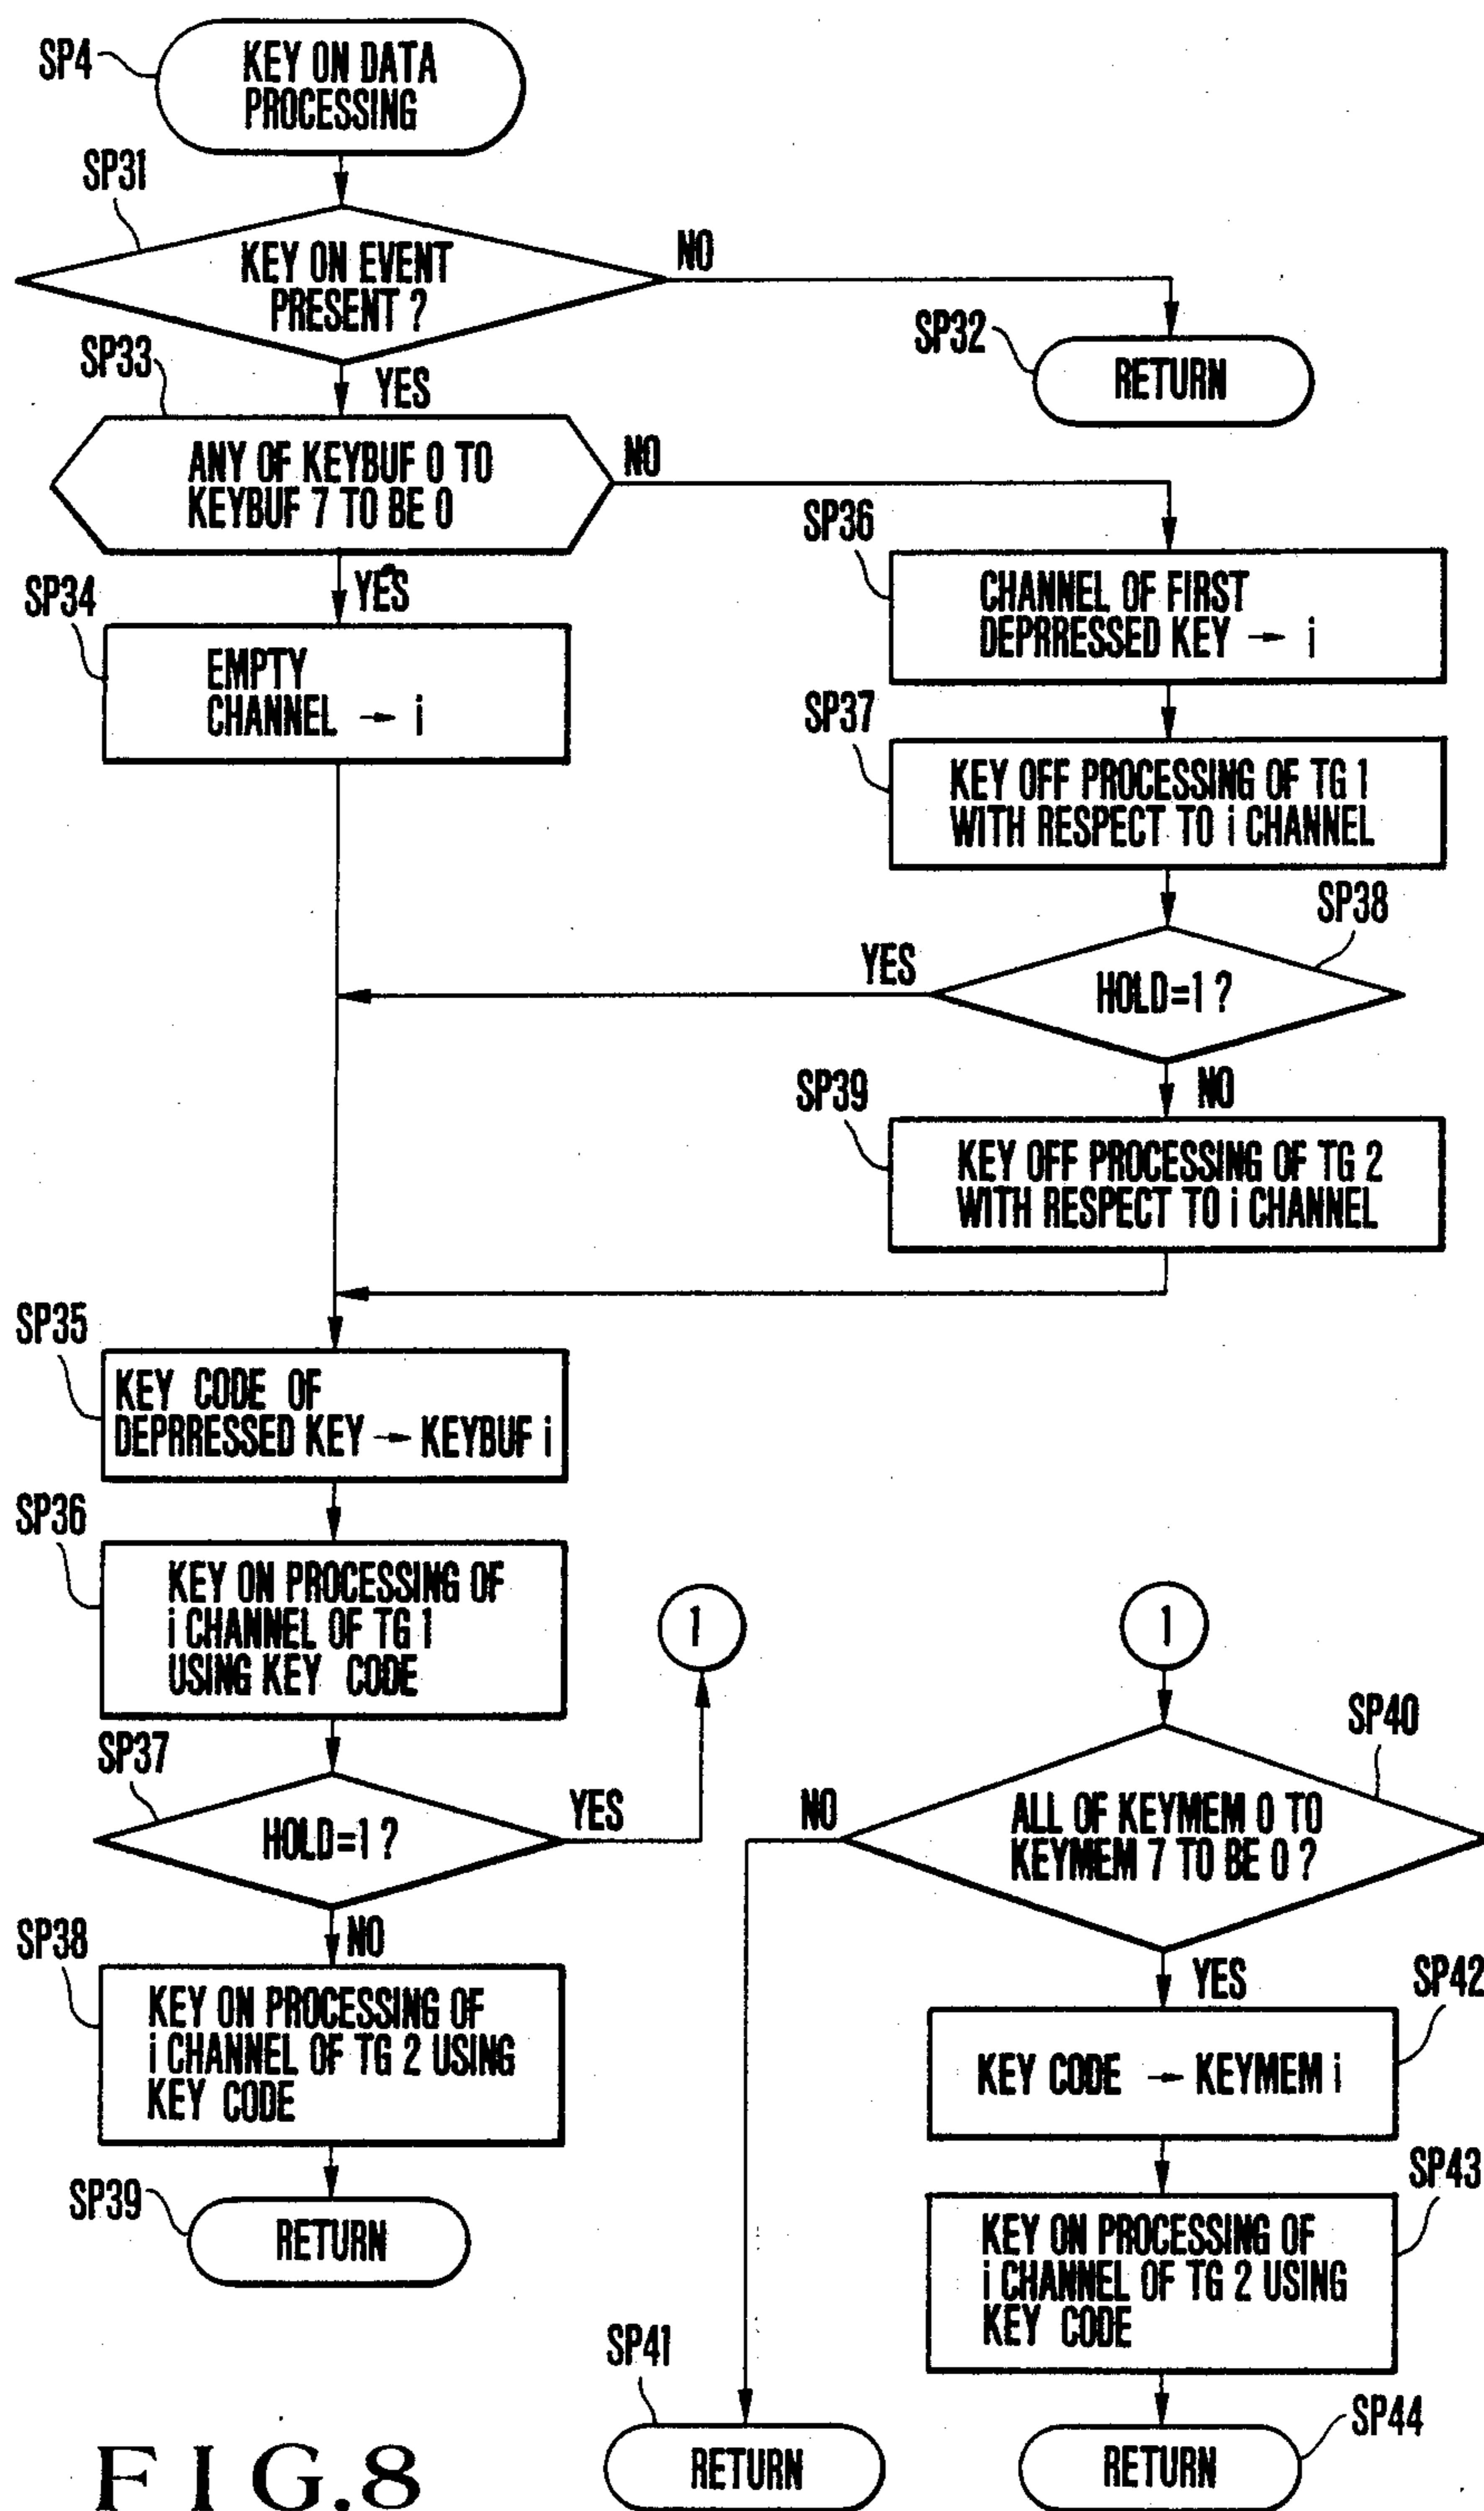 SP4
KEY ON DATA
PROCESSING
SP31
KEY ON EVENT
PRESENT ?
NO
SP32
RETURN
YES
SP33
ANY OF KEYBUF 0 TO
KEYBUF 7 TO BE 0
NO
YES
SP34
EMPTY
CHANNEL → i
SP36
CHANNEL OF FIRST
DEPRRESSED KEY → i
SP37
KEY OFF PROCESSING OF TG 1
WITH RESPECT TO i CHANNEL
SP38
HOLD=1 ?
YES
NO
SP39
KEY OFF PROCESSING OF TG 2
WITH RESPECT TO i CHANNEL
SP35
KEY CODE OF
DEPRRESSED KEY → KEYBUF i
SP36
KEY ON PROCESSING OF
i CHANNEL OF TG 1
USING KEY CODE
SP37
HOLD=1 ?
YES
1
NO
SP38
KEY ON PROCESSING OF
i CHANNEL OF TG 2 USING
KEY CODE
SP39
RETURN
1
SP40
ALL OF KEYMEM 0 TO
KEYMEM 7 TO BE 0 ?
NO
YES
SP42
KEY CODE → KEYMEM i
SP43
KEY ON PROCESSING OF
i CHANNEL OF TG 2 USING
KEY CODE
SP41
RETURN
SP44
RETURN
FIG.8